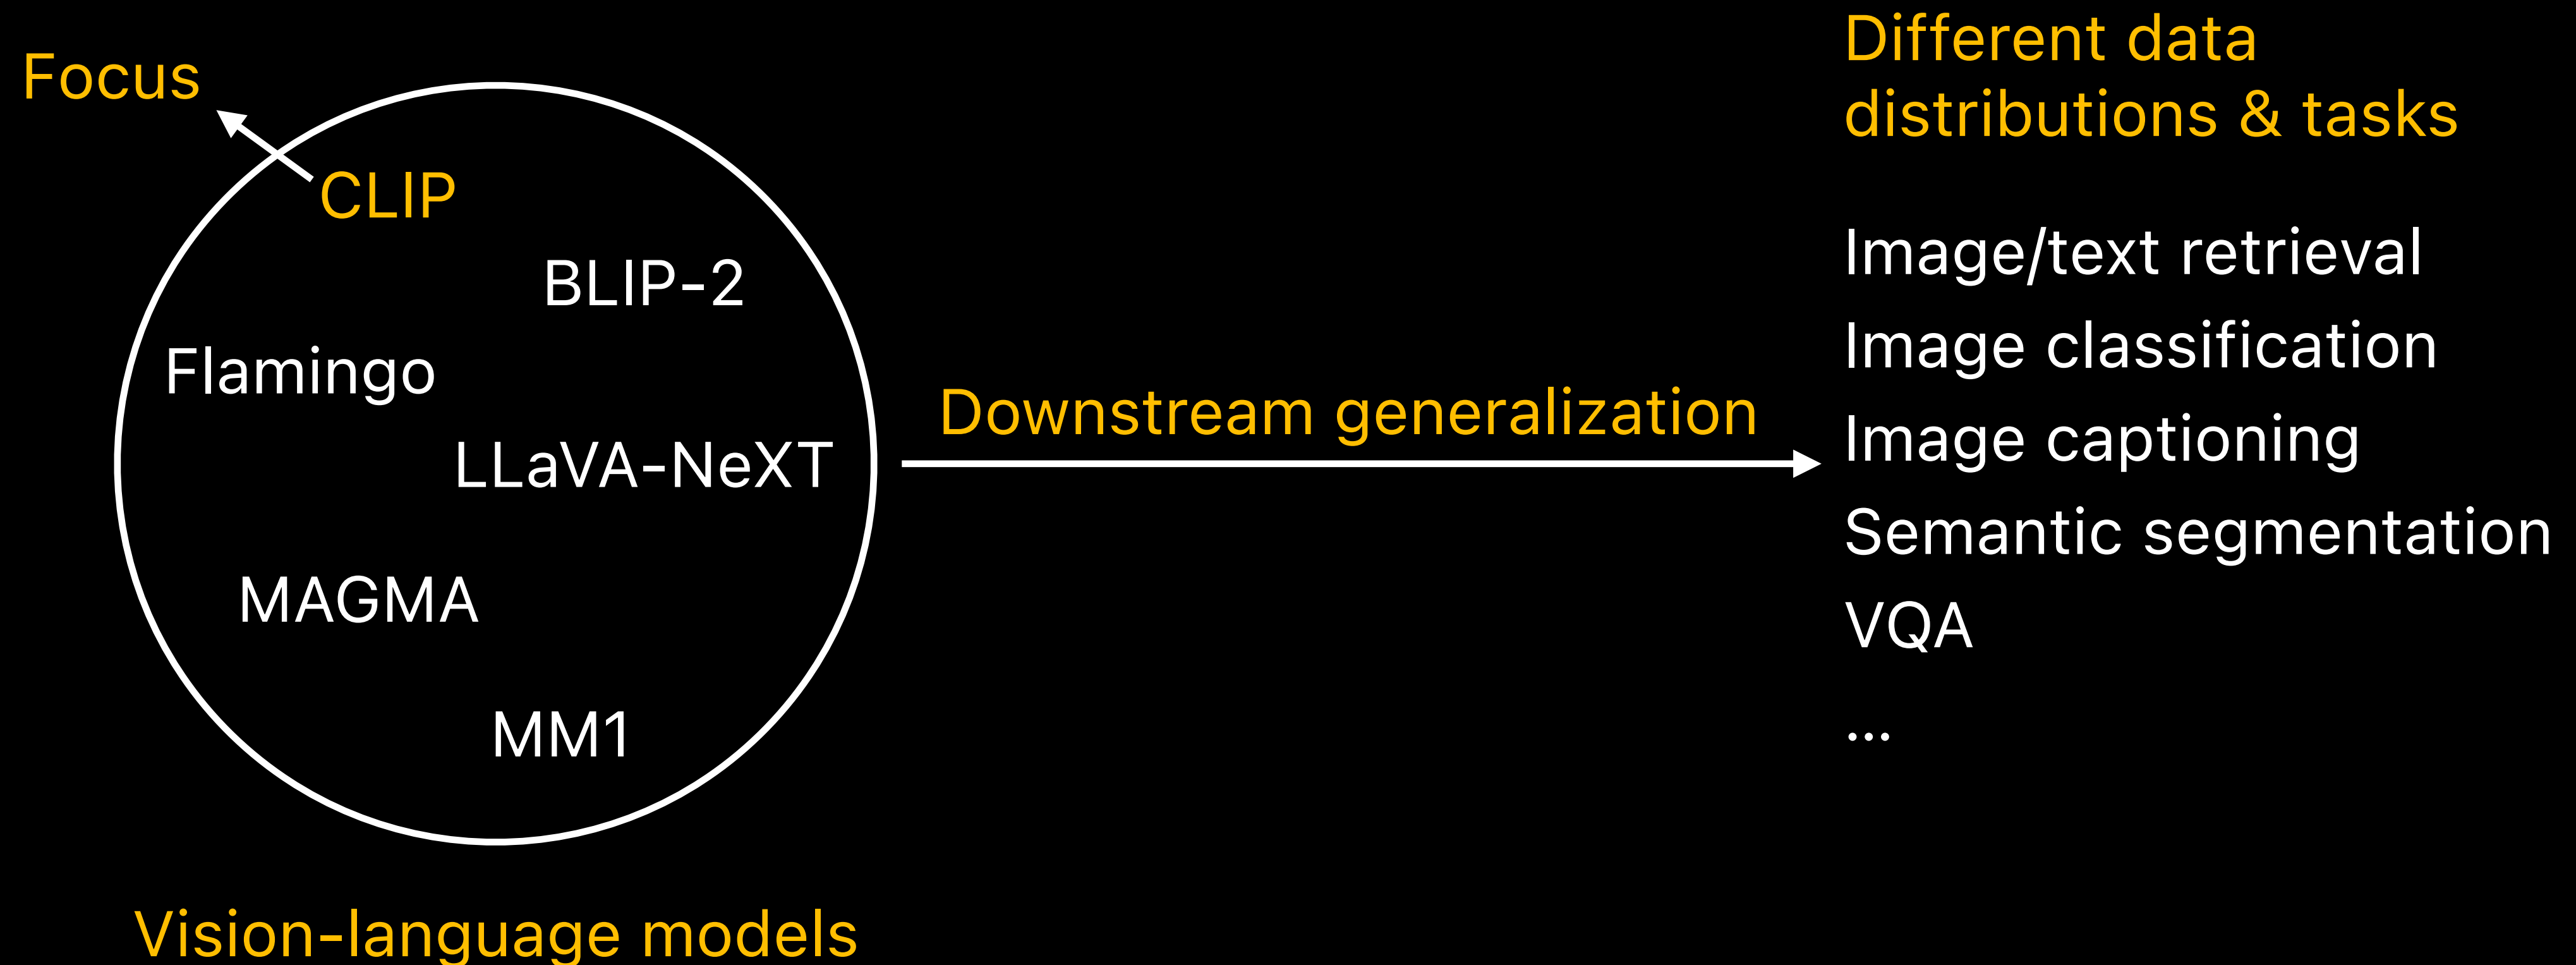 Focus
CLIP
BLIP-2
Flamingo
LLaVA-NeXT
MAGMA
MM1
Vision-language models
Downstream generalization
Different data
distributions & tasks
Image/text retrieval
Image classification
Image captioning
Semantic segmentation
VQA
...